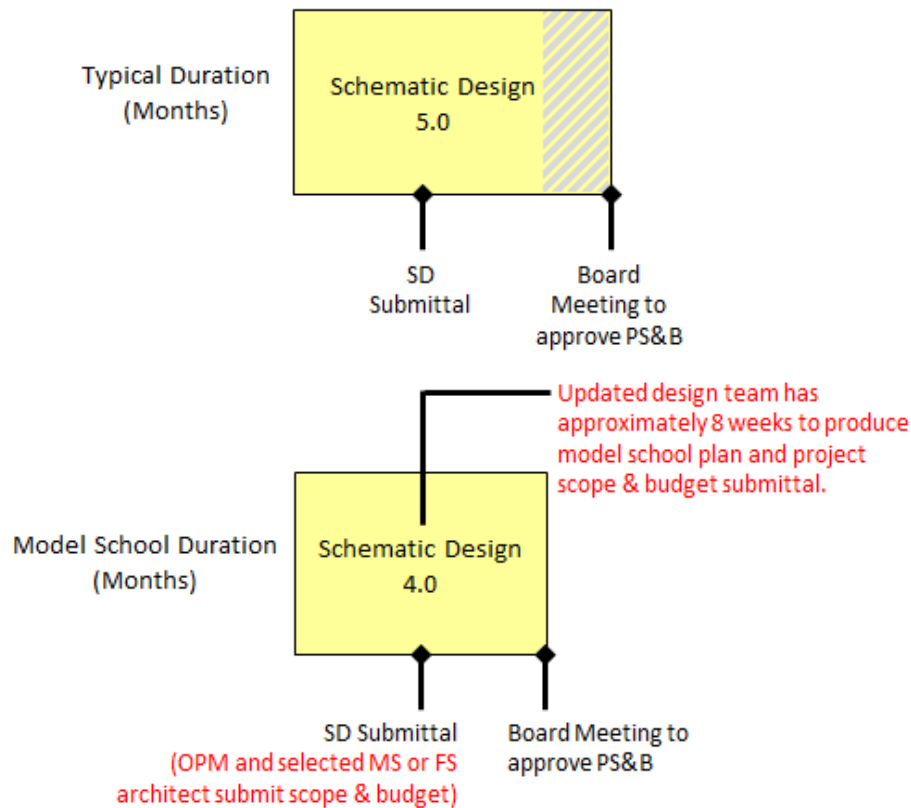 Typical Duration
(Months)
Schematic Design
5.0
SD
Submittal
Board
Meeting to
approve PS&B
Updated design team has
approximately 8 weeks to produce
model school plan and project
scope & budget submittal.
Model School Duration
(Months)
Schematic Design
4.0
SD Submittal
(OPM and selected MS or FS
architect submit scope & budget)
Board Meeting to
approve PS&B